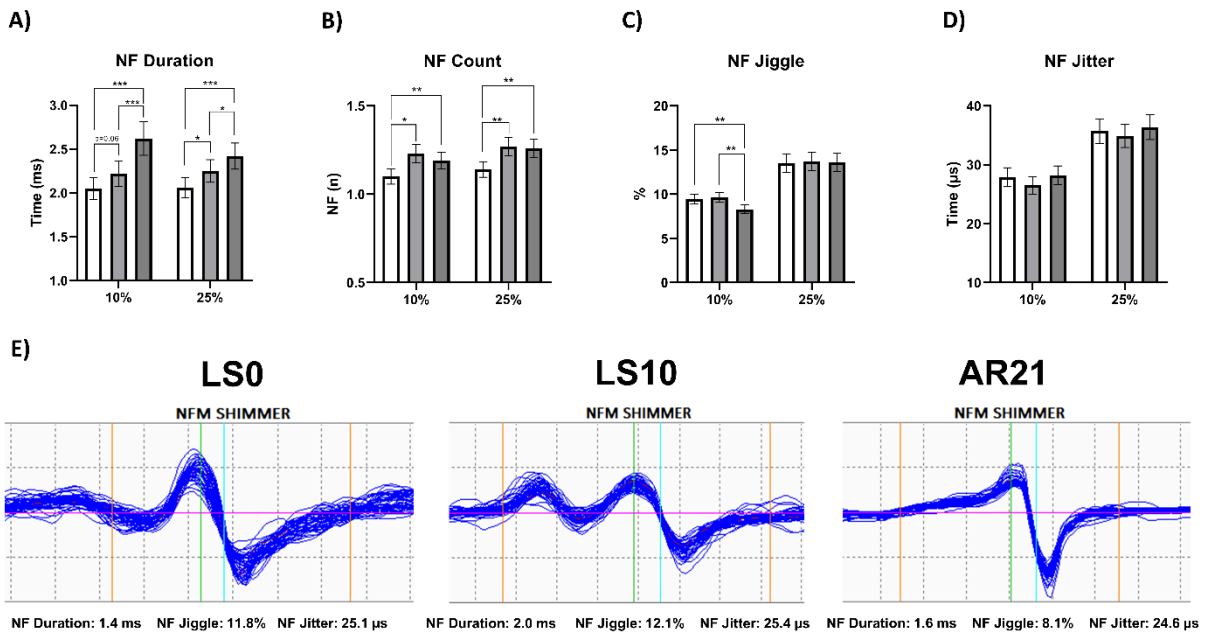 A)
NF Duration
Time (ms)
3.0
2.5
2.0
1.5
1.0
***
***
p=0.06
***
*
*
10%
25%
B)
NF Count
NF (n)
1.5
1.0
0.5
**
*
**
**
10%
25%
C)
NF Jiggle
%
20
15
10
5
0
**
**
10%
25%
D)
NF Jitter
Time (µs)
40
30
20
10
10%
25%
E)
LS0
NFM SHIMMER
NF Duration: 1.4 ms NF Jiggle: 11.8% NF Jitter: 25.1 µs
LS10
NFM SHIMMER
NF Duration: 2.0 ms NF Jiggle: 12.1% NF Jitter: 25.4 µs
AR21
NFM SHIMMER
NF Duration: 1.6 ms NF Jiggle: 8.1% NF Jitter: 24.6 µs